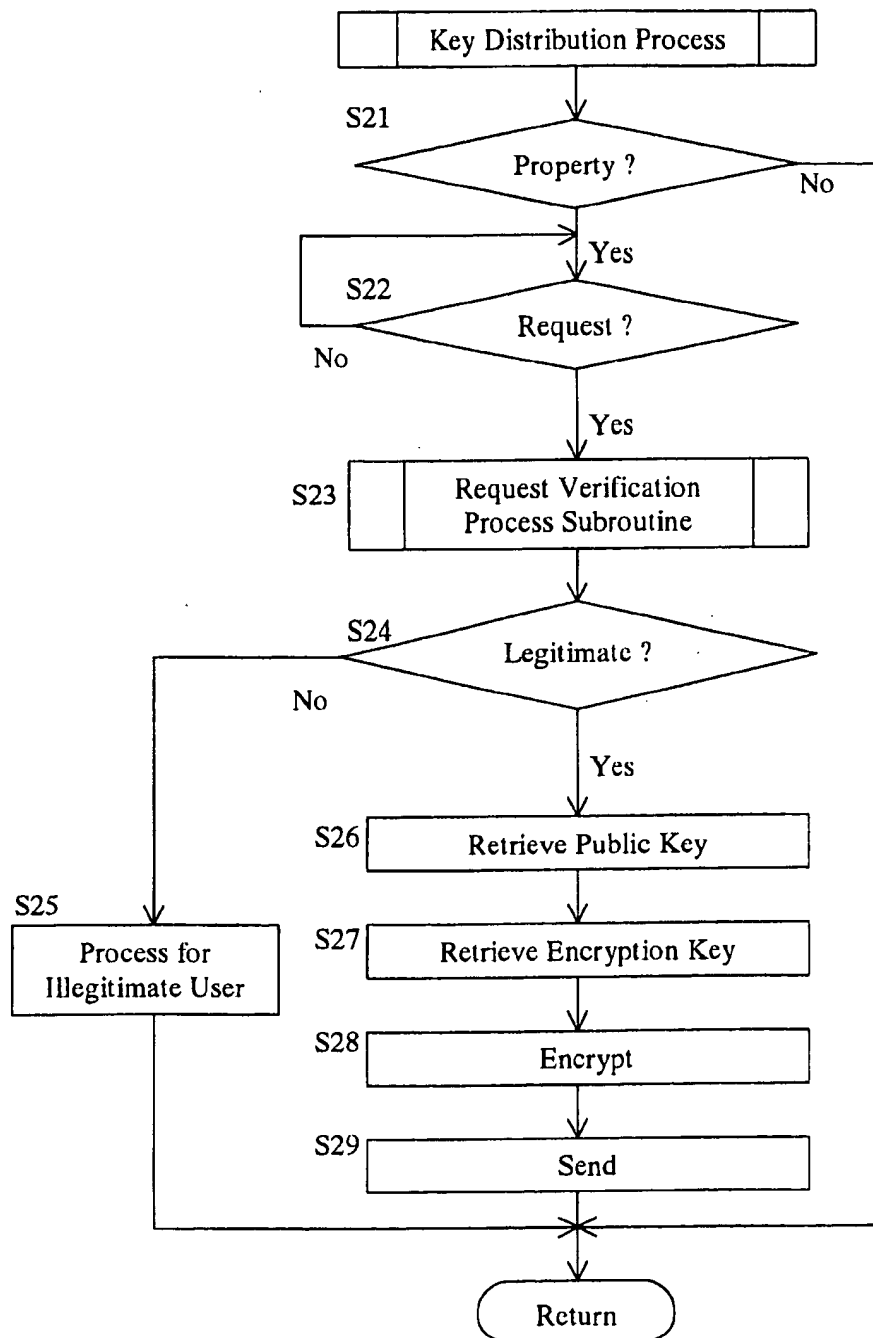 Key Distribution Process
S21
Property ?
No
Yes
S22
Request ?
No
Yes
S23
Request Verification
Process Subroutine
S24
Legitimate ?
No
Yes
S26
Retrieve Public Key
S25
Process for
Illegitimate User
S27
Retrieve Encryption Key
S28
Encrypt
S29
Send
Return